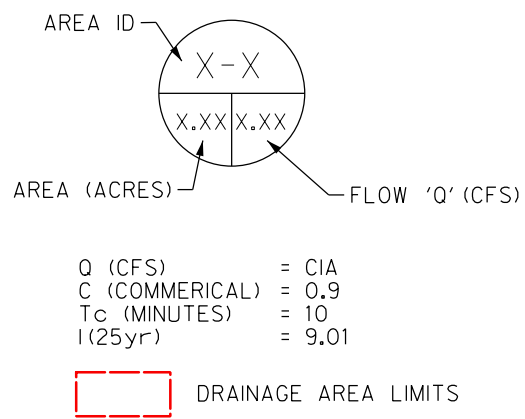 AREA ID
X-X
X.XX X.XX
AREA (ACRES)
FLOW 'Q' (CFS)
Q (CFS) = CIA
C (COMMERICAL) = 0.9
Tc (MINUTES) = 10
I(25yr) = 9.01
DRAINAGE AREA LIMITS